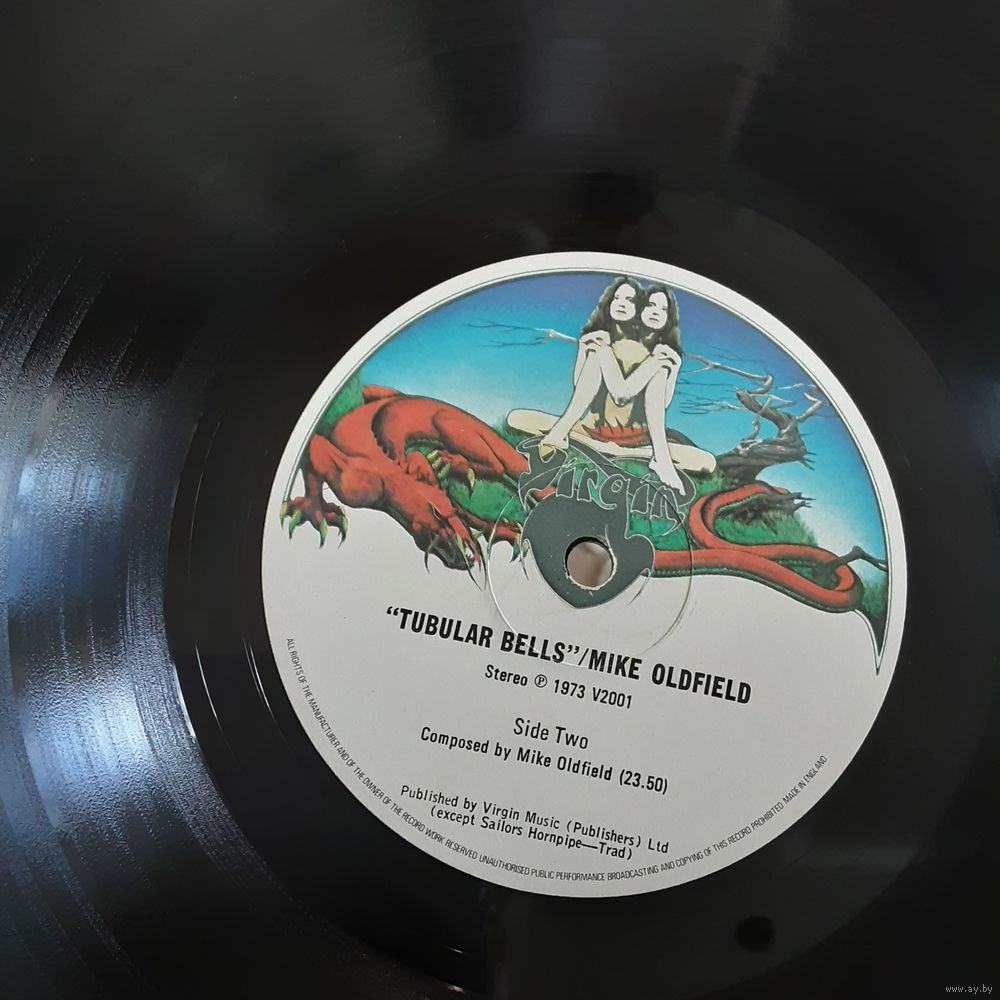 Virgin
“TUBULAR BELLS”/MIKE OLDFIELD
Stereo ℗ 1973 V2001
Side Two
Composed by Mike Oldfield (23.50)
Published by Virgin Music (Publishers) Ltd
(except Sailors Hornpipe—Trad)
ALL RIGHTS OF THE MANUFACTURER AND OF THE OWNER OF THE RECORD WORK RESERVED UNAUTHORISED PUBLIC PERFORMANCE BROADCASTING AND COPYING OF THIS RECORD PROHIBITED MADE IN ENGLAND
www.ay.by